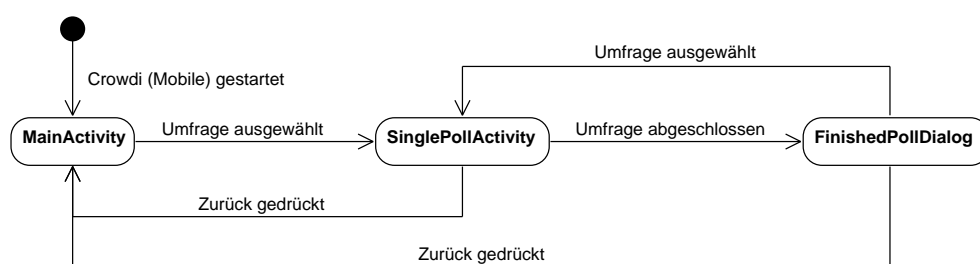 Umfrage ausgewählt
Crowdi (Mobile) gestartet
MainActivity
Umfrage ausgewählt
SinglePollActivity
Umfrage abgeschlossen
FinishedPollDialog
Zurück gedrückt
Zurück gedrückt